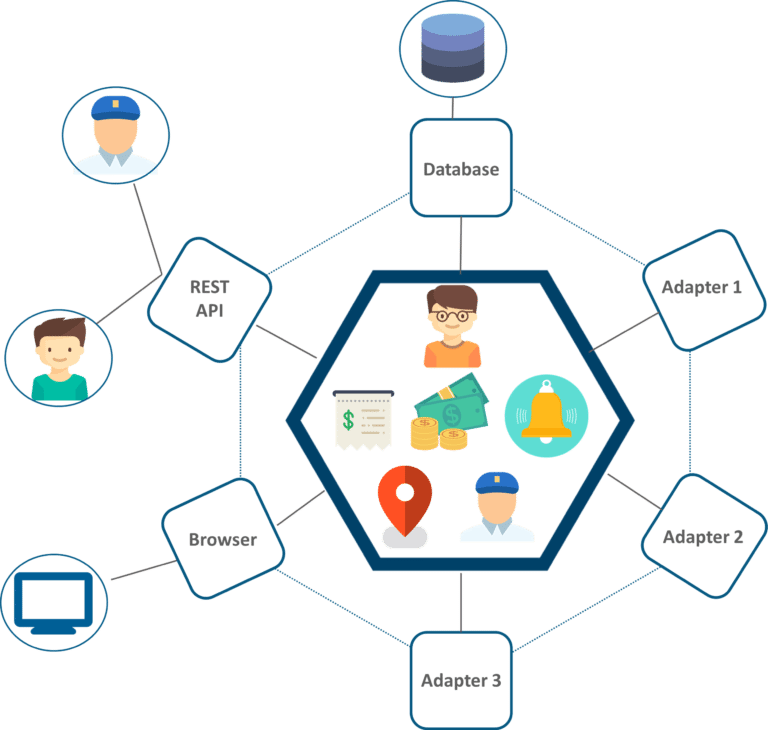 Database
REST
API
Adapter 1
Browser
Adapter 2
Adapter 3